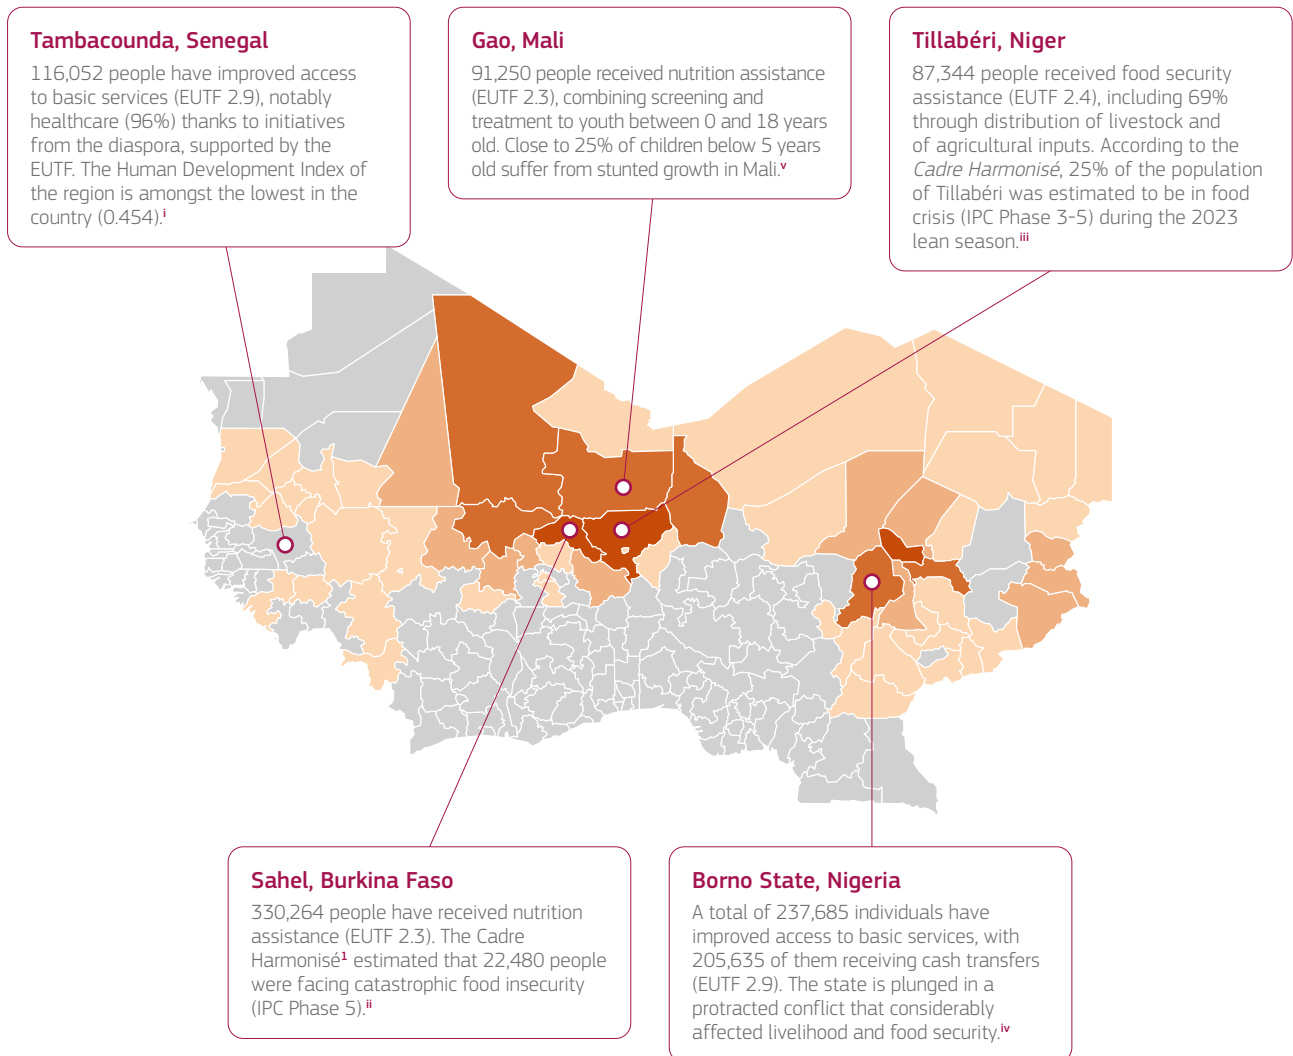 Tambacounda, Senegal
116,052 people have improved access
to basic services (EUTF 2.9), notably
healthcare (96%) thanks to initiatives
from the diaspora, supported by the
EUTF. The Human Development Index of
the region is amongst the lowest in the
country (0.454).i
Gao, Mali
91,250 people received nutrition assistance
(EUTF 2.3), combining screening and
treatment to youth between 0 and 18 years
old. Close to 25% of children below 5 years
old suffer from stunted growth in Mali.v
Tillabéri, Niger
87,344 people received food security
assistance (EUTF 2.4), including 69%
through distribution of livestock and
of agricultural inputs. According to the
Cadre Harmonisé, 25% of the population
of Tillabéri was estimated to be in food
crisis (IPC Phase 3-5) during the 2023
lean season.iii
Sahel, Burkina Faso
330,264 people have received nutrition
assistance (EUTF 2.3). The Cadre
Harmonisé1 estimated that 22,480 people
were facing catastrophic food insecurity
(IPC Phase 5).ii
Borno State, Nigeria
A total of 237,685 individuals have
improved access to basic services, with
205,635 of them receiving cash transfers
(EUTF 2.9). The state is plunged in a
protracted conflict that considerably
affected livelihood and food security.iv